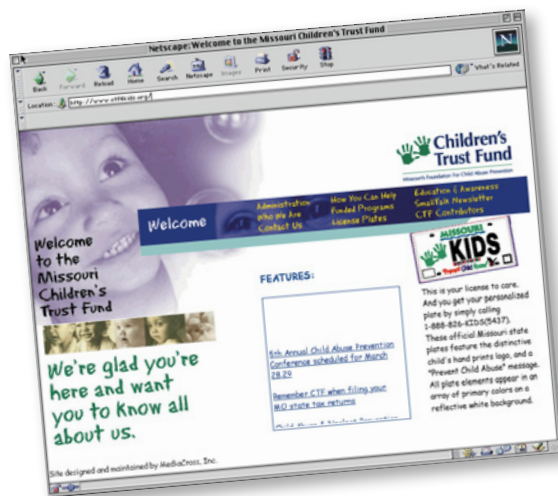 Netscape: Welcome to the Missouri Children's Trust Fund
Back Forward Reload Home Search Netscape Images Print Security Stop
N
Location: http://www.ctf4kids.org/
What's Related
Children's
Trust Fund
Missouri's Foundation For Child Abuse Prevention
Welcome
Administration
Who We Are
Contact Us
How You Can Help
Funded Programs
License Plates
Education & Awareness
SmallTalk Newsletter
CTF Contributors
Welcome
to the
Missouri
Children's
Trust Fund
We're glad you're
here and want
you to know all
about us.
FEATURES:
5th Annual Child Abuse Prevention
Conference scheduled for March
28,29
Remember CTF when filing your
MO state tax returns
MISSOURI
KIDS
This is your license to care.
And you get your personalized
plate by simply calling
1-888-826-KIDS(5437).
These official Missouri state
plates feature the distinctive
child's hand prints logo, and a
"Prevent Child Abuse" message.
All plate elements appear in an
array of primary colors on a
reflective white background.
Site designed and maintained by MediaCross, Inc.